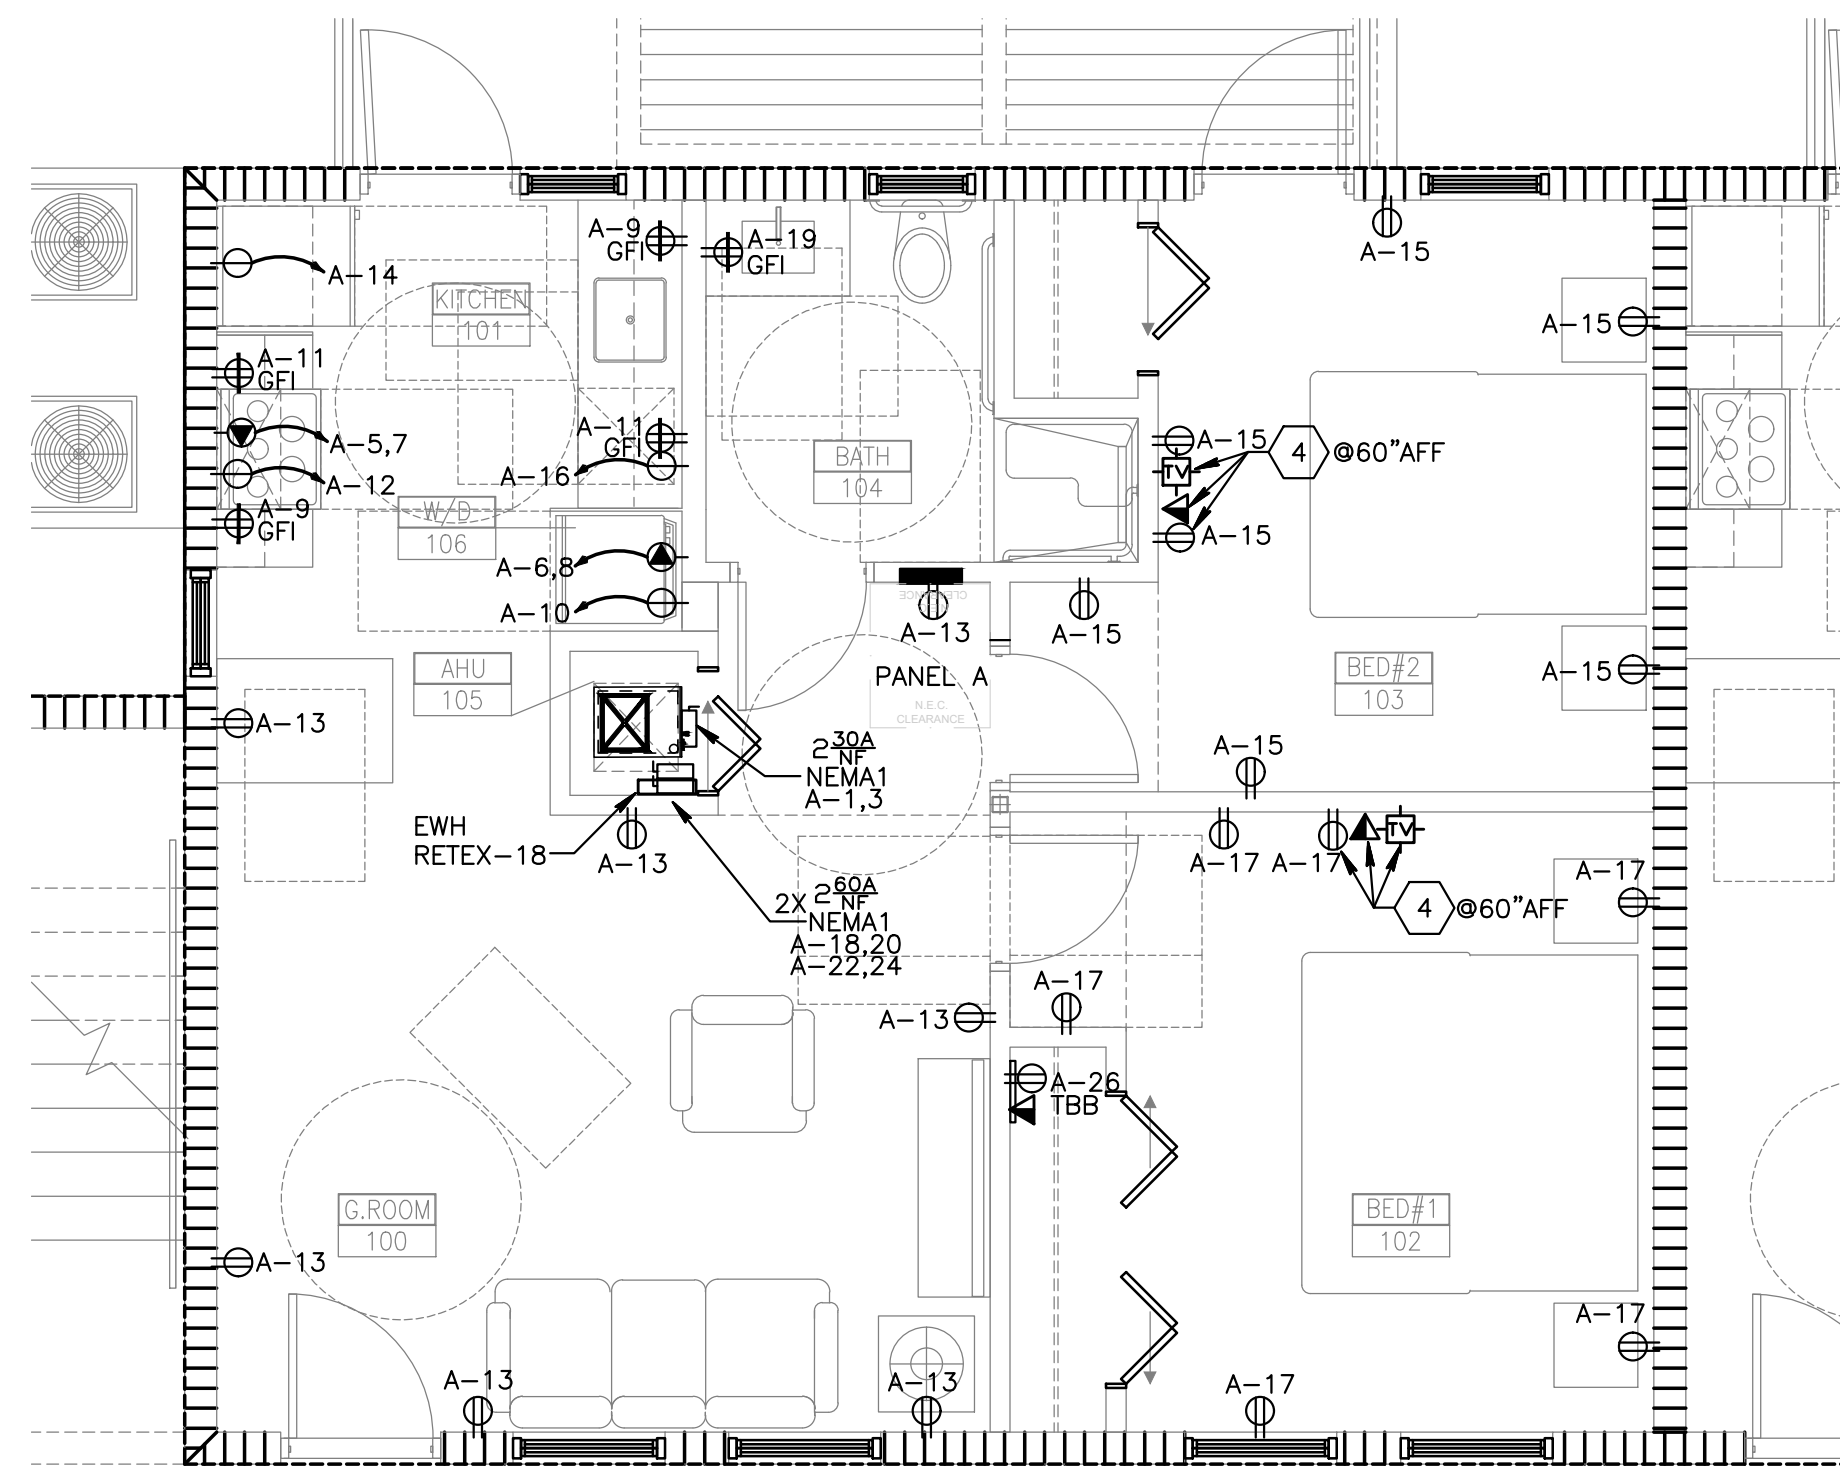 A-9
GFI
A-19
GFI
A-15
A-14
KITCHEN
101
A-15
A-11
GFI
A-5,7
A-12
A-9
GFI
A-11
GFI
A-16
BATH
104
A-15
TV
4
@60"AFF
A-15
W/D
106
A-6,8
A-10
N.E.C.
CLEARANCE
A-13
A-15
PANEL A
N.E.C.
CLEARANCE
AHU
105
BED#2
103
A-15
A-13
2 30A
NF
NEMA1
A-1,3
A-15
EWH
RETEX-18
A-13
A-17
A-17
TV
4
@60"AFF
A-17
2X 2 60A
NF
NEMA1
A-18,20
A-22,24
A-13
A-17
A-26
TBB
G.ROOM
100
BED#1
102
A-13
A-17
A-13
A-13
A-17